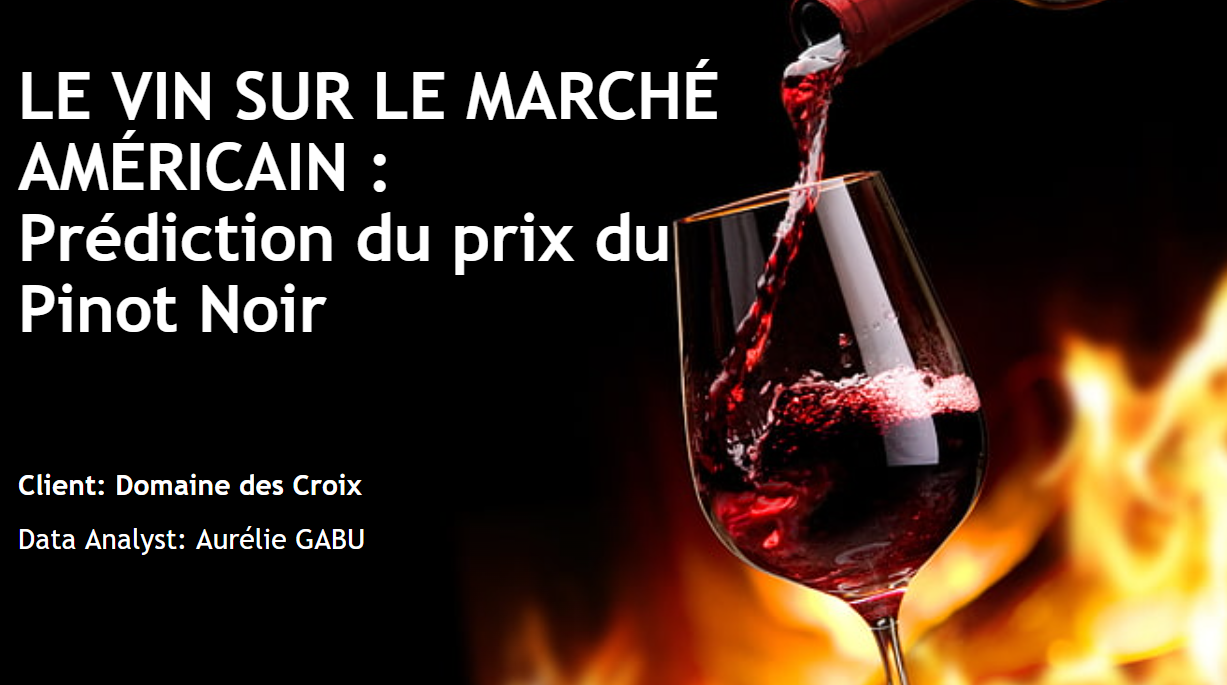 LE VIN SUR LE MARCHÉ
AMÉRICAIN :
Prédiction du prix du
Pinot Noir
Client: Domaine des Croix
Data Analyst: Aurélie GABU